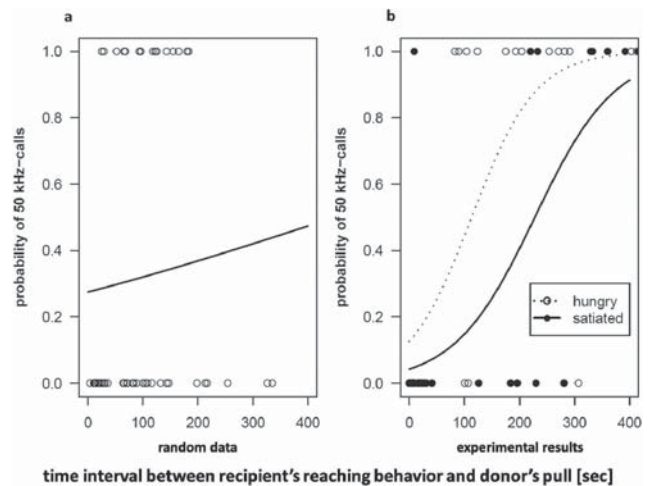 a
b
probability of 50 kHz-calls
1.0
0.8
0.6
0.4
0.2
0.0
0 100 200 300 400
random data
probability of 50 kHz-calls
1.0
0.8
0.6
0.4
0.2
0.0
hungry
satiated
0 100 200 300 400
experimental results
time interval between recipient's reaching behavior and donor's pull [sec]